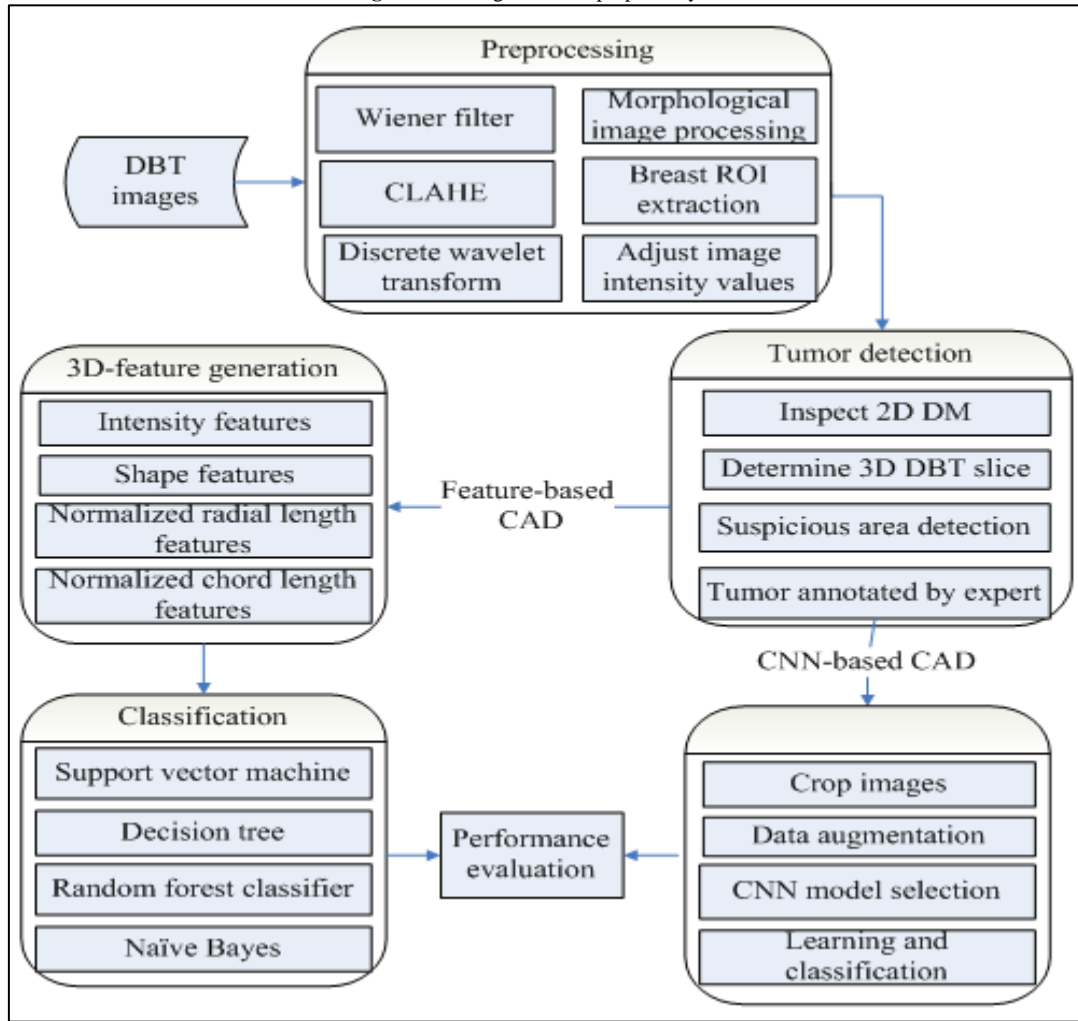 Preprocessing
Wiener filter
Morphological
image processing
DBT
images
CLAHE
Breast ROI
extraction
Discrete wavelet
transform
Adjust image
intensity values
3D-feature generation
Intensity features
Shape features
Normalized radial length
features
Normalized chord length
features
Feature-based
CAD
Tumor detection
Inspect 2D DM
Determine 3D DBT slice
Suspicious area detection
Tumor annotated by expert
CNN-based CAD
Classification
Support vector machine
Decision tree
Random forest classifier
Naïve Bayes
Performance
evaluation
Crop images
Data augmentation
CNN model selection
Learning and
classification